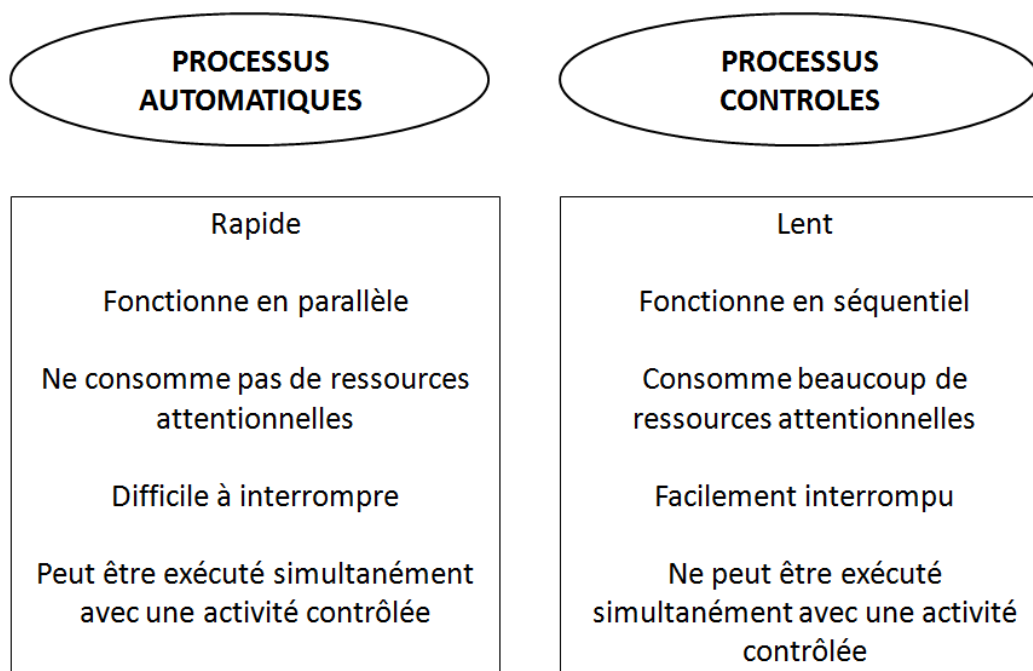 PROCESSUS
AUTOMATIQUES
Rapide
Fonctionne en parallèle
Ne consomme pas de ressources
attentionnelles
Difficile à interrompre
Peut être exécuté simultanément
avec une activité contrôlée
PROCESSUS
CONTROLES
Lent
Fonctionne en séquentiel
Consomme beaucoup de
ressources attentionnelles
Facilement interrompu
Ne peut être exécuté
simultanément avec une activité
contrôlée